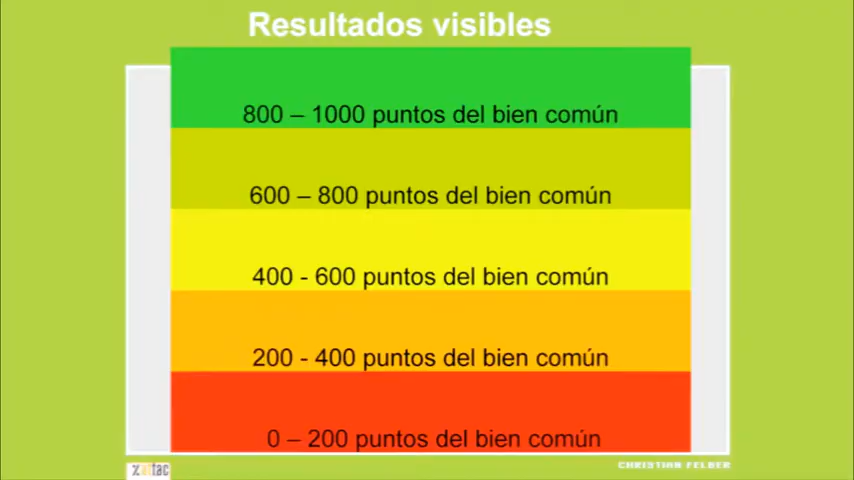 Resultados visibles
800 – 1000 puntos del bien común
600 – 800 puntos del bien común
400 - 600 puntos del bien común
200 - 400 puntos del bien común
0 – 200 puntos del bien común
CHRISTIAN FELBER